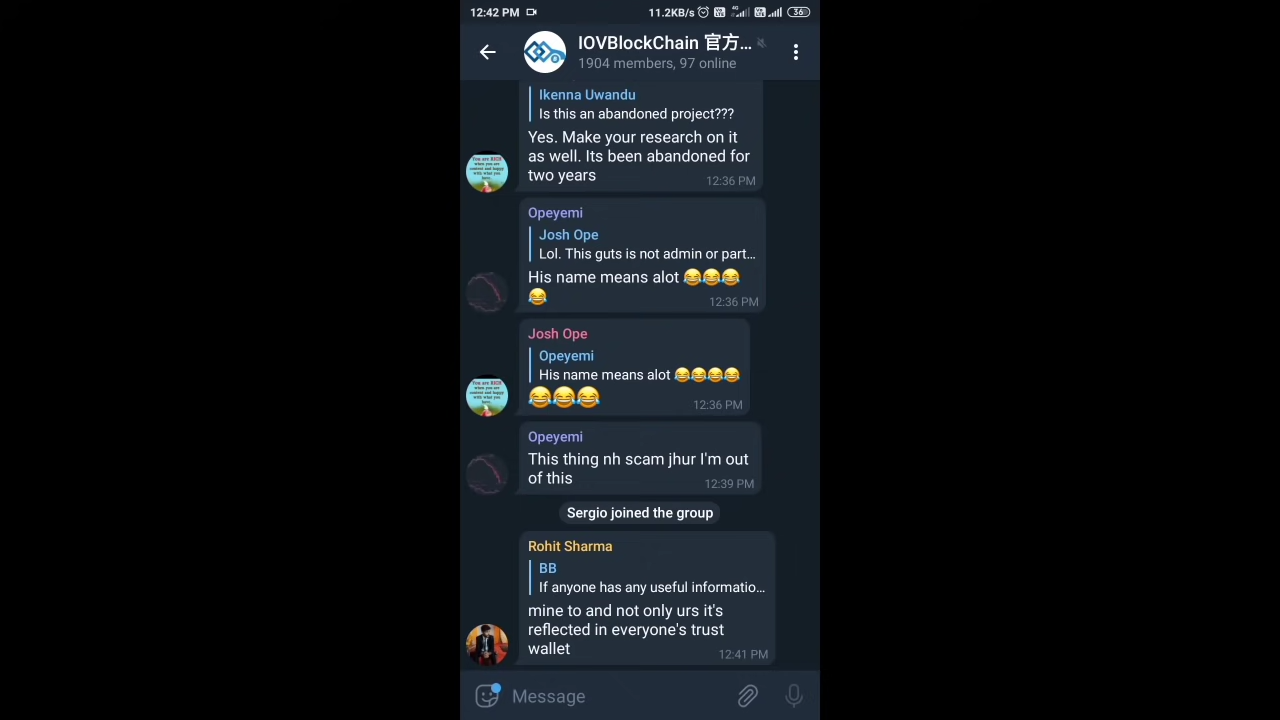 12:42 PM
11.2KB/s
4G
36
IOVBlockChain 官方...
1904 members, 97 online
Ikenna Uwandu
Is this an abandoned project???
Yes. Make your research on it
as well. Its been abandoned for
two years
12:36 PM
Opeyemi
Josh Ope
Lol. This guts is not admin or part...
His name means alot 😂😂😂
😂
12:36 PM
Josh Ope
Opeyemi
His name means alot 😂😂😂😂
😂😂😂
12:36 PM
Opeyemi
This thing nh scam jhur I'm out
of this
12:39 PM
Sergio joined the group
Rohit Sharma
BB
If anyone has any useful informatio...
mine to and not only urs it's
reflected in everyone's trust
wallet
12:41 PM
Message